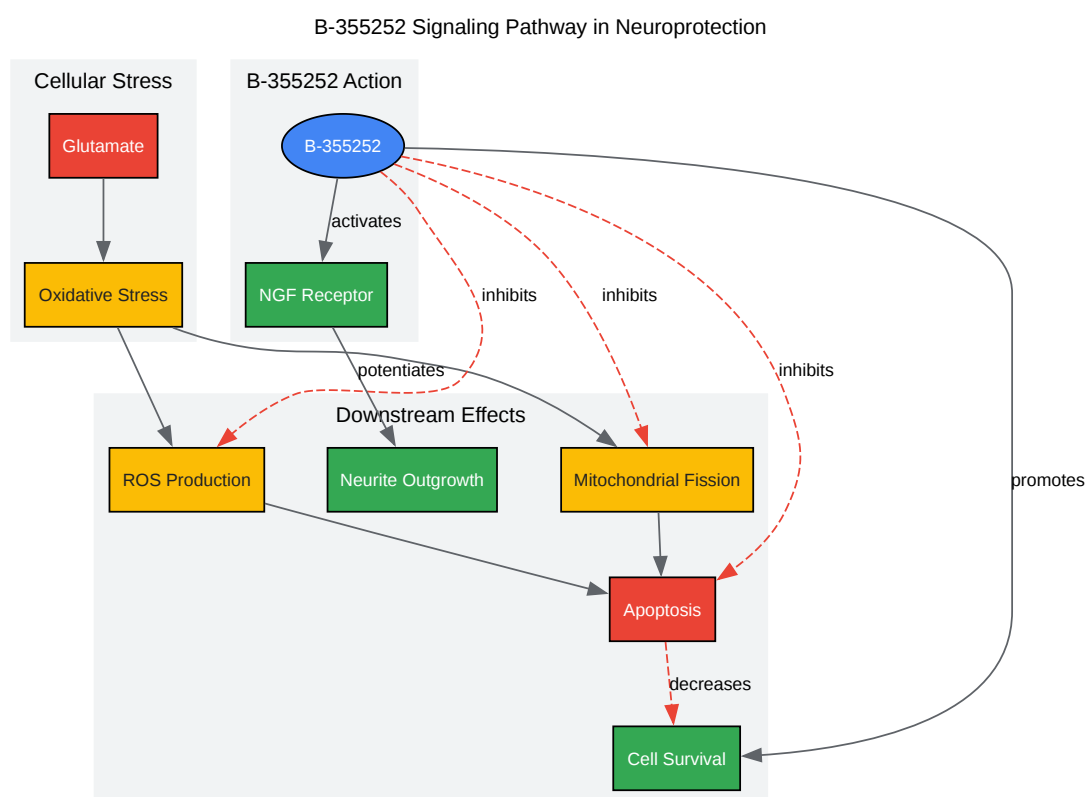 B-355252 Signaling Pathway in Neuroprotection
Cellular Stress
B-355252 Action
Glutamate
B-355252
activates
Oxidative Stress
NGF Receptor
inhibits
inhibits
potentiates
inhibits
Downstream Effects
ROS Production
Neurite Outgrowth
Mitochondrial Fission
promotes
Apoptosis
decreases
Cell Survival